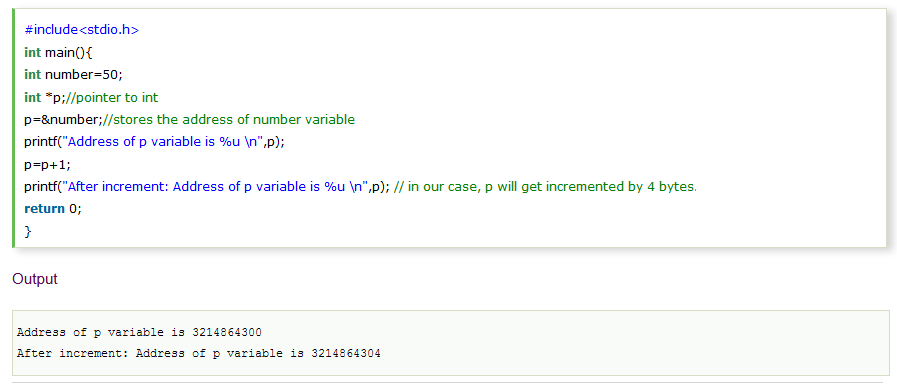 #include<stdio.h>
int main(){
int number=50;
int *p;//pointer to int
p=&number;//stores the address of number variable
printf("Address of p variable is %u \n",p);
p=p+1;
printf("After increment: Address of p variable is %u \n",p); // in our case, p will get incremented by 4 bytes.
return 0;
}
Output
Address of p variable is 3214864300
After increment: Address of p variable is 3214864304